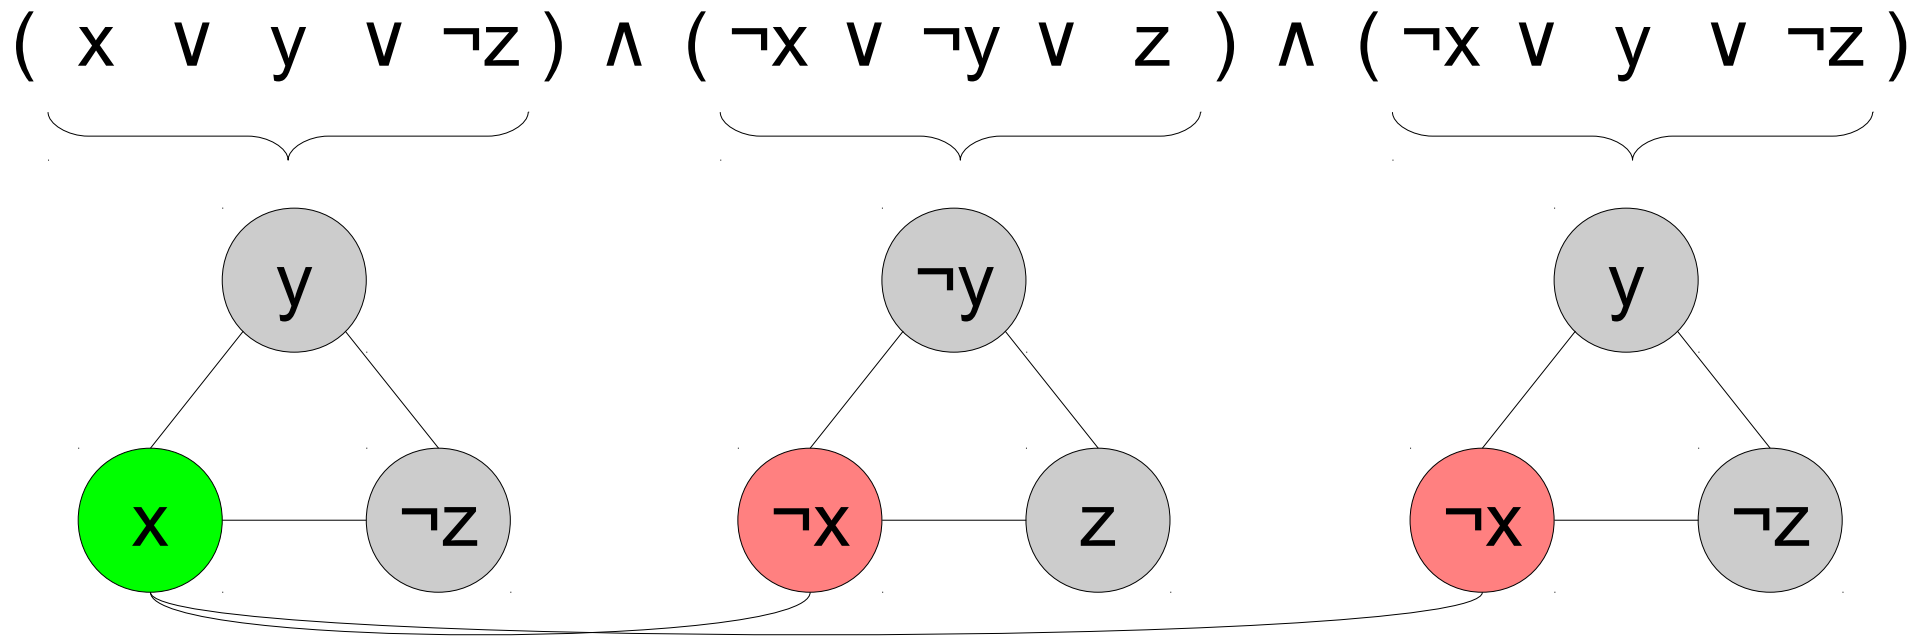 ( x ∨ y ∨ ¬z ) ∧ ( ¬x ∨ ¬y ∨ z ) ∧ ( ¬x ∨ y ∨ ¬z )
y ¬y y
x ¬z ¬x z ¬x ¬z